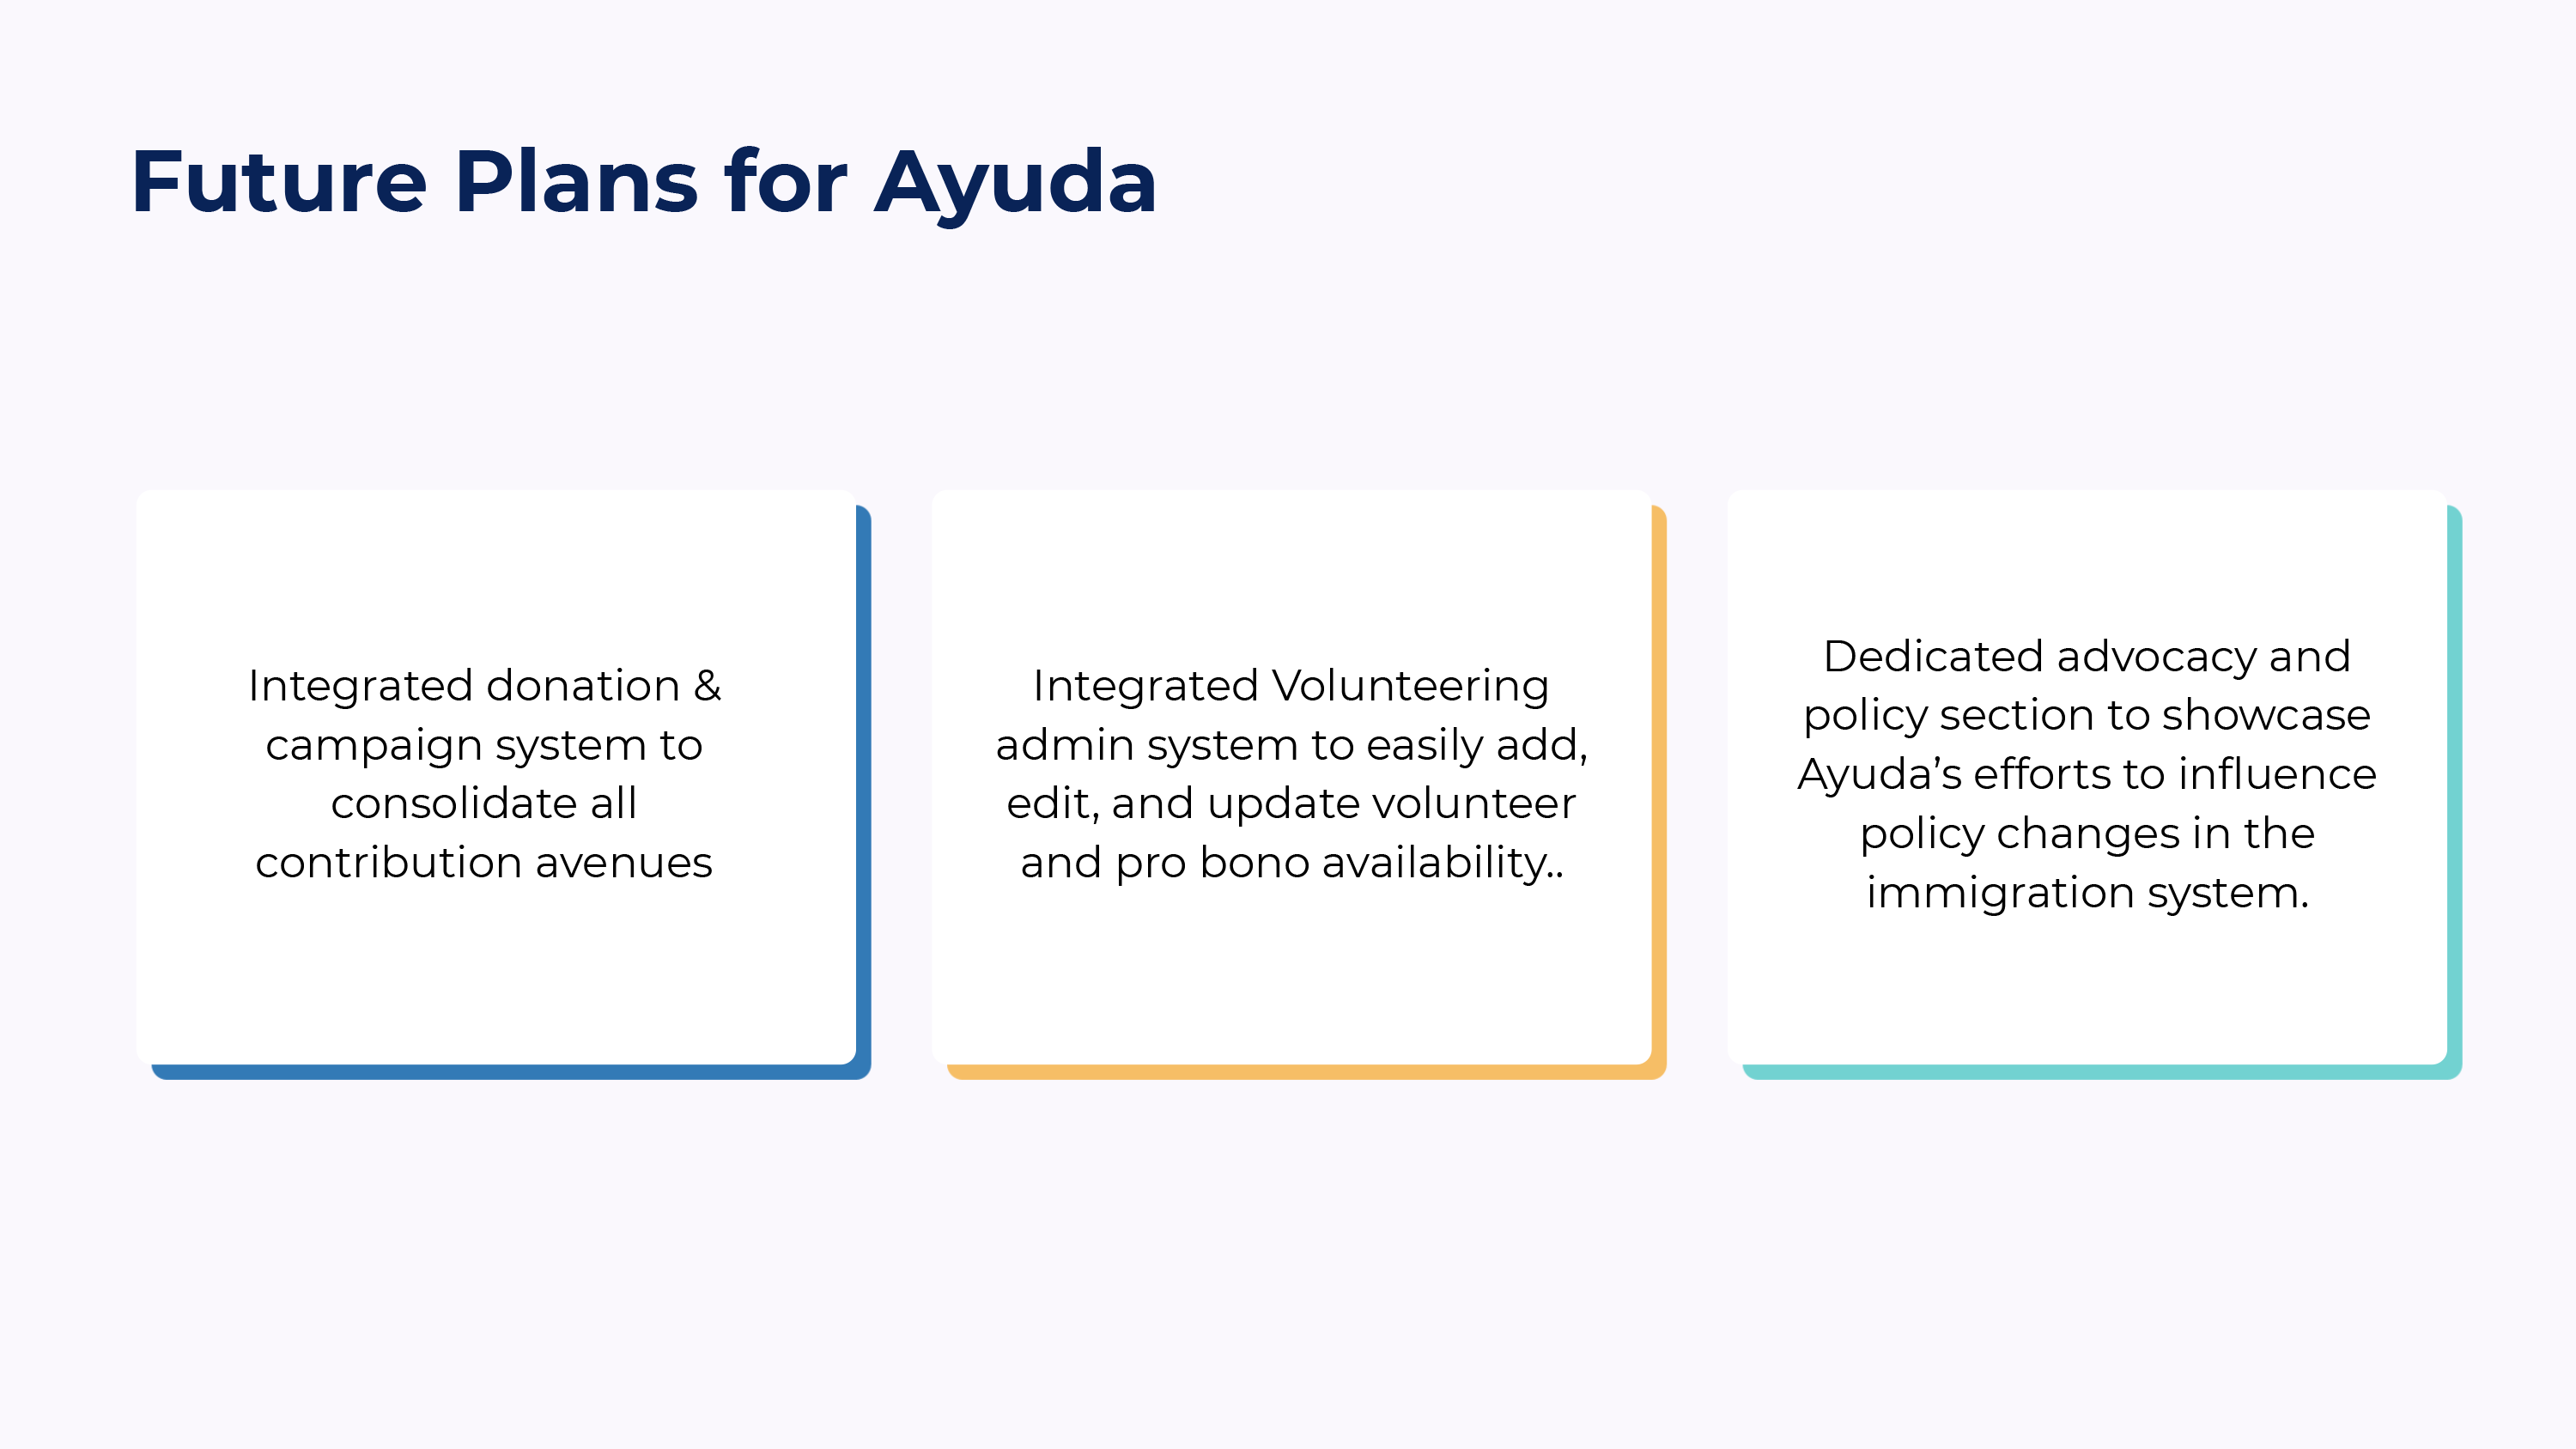 Future Plans for Ayuda
Integrated donation &
campaign system to
consolidate all
contribution avenues
Integrated Volunteering
admin system to easily add,
edit, and update volunteer
and pro bono availability..
Dedicated advocacy and
policy section to showcase
Ayuda’s efforts to influence
policy changes in the
immigration system.